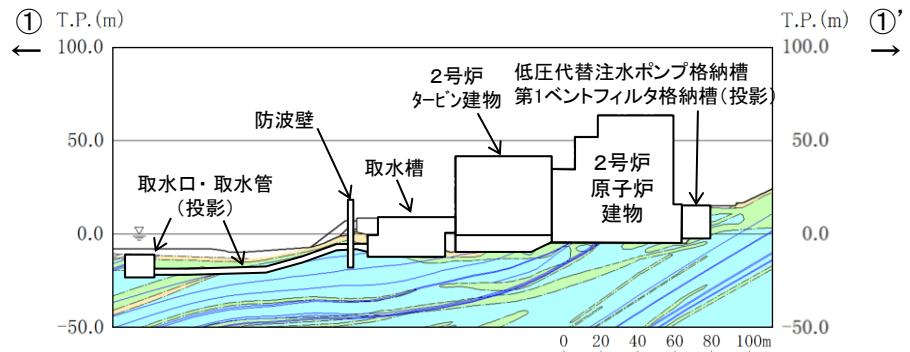 ① T.P.(m)
T.P.(m) ①’
100.0
100.0
低圧代替注水ポンプ格納槽
第1ベントフィルタ格納槽(投影)
2号炉
タービン建物
防波壁
50.0
50.0
取水槽
2号炉
原子炉
建物
取水口・取水管
(投影)
0.0
0.0
-50.0
-50.0
0 20 40 60 80 100m